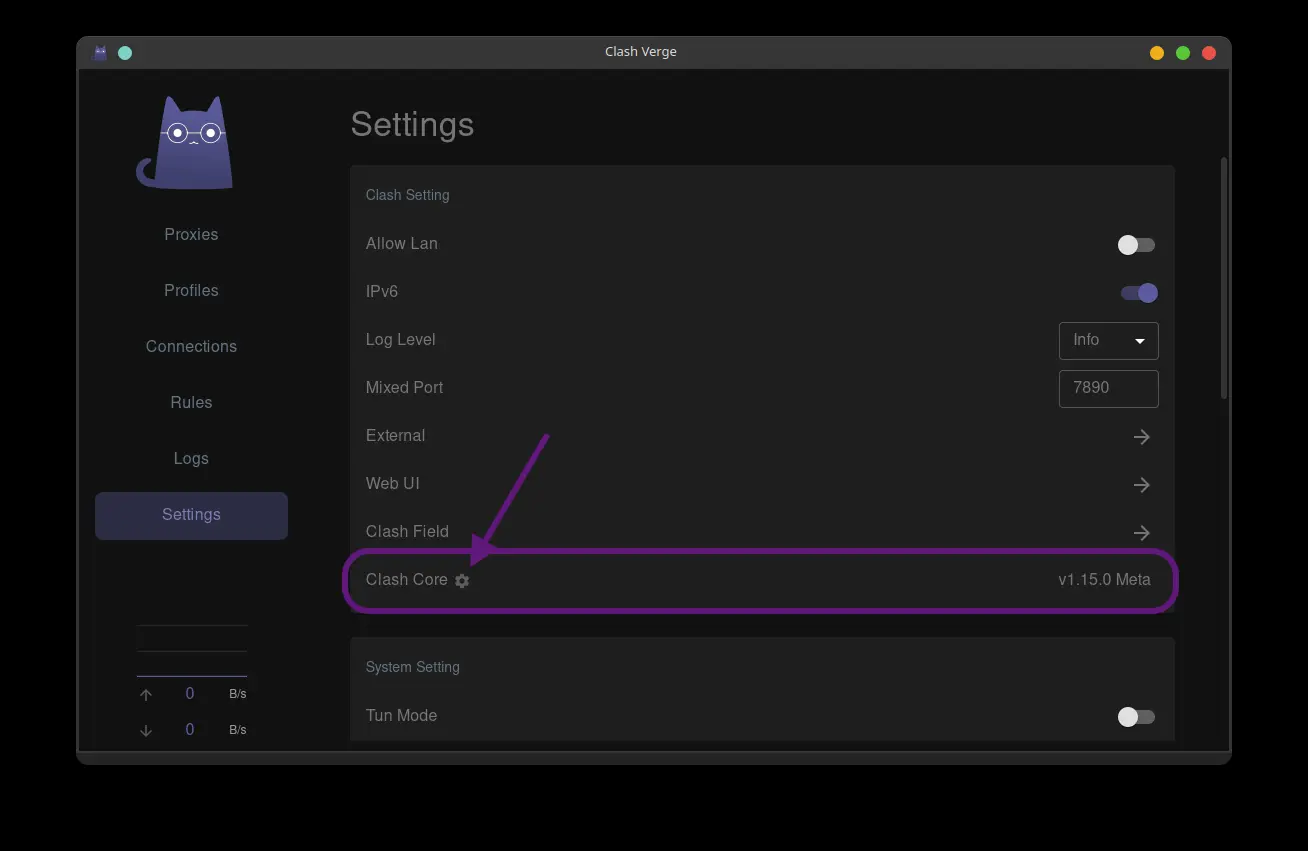 Clash Verge
Proxies
Profiles
Connections
Rules
Logs
Settings
0 B/s
0 B/s
Settings
Clash Setting
Allow Lan
IPv6
Log Level Info
Mixed Port 7890
External
Web UI
Clash Field
Clash Core v1.15.0 Meta
System Setting
Tun Mode